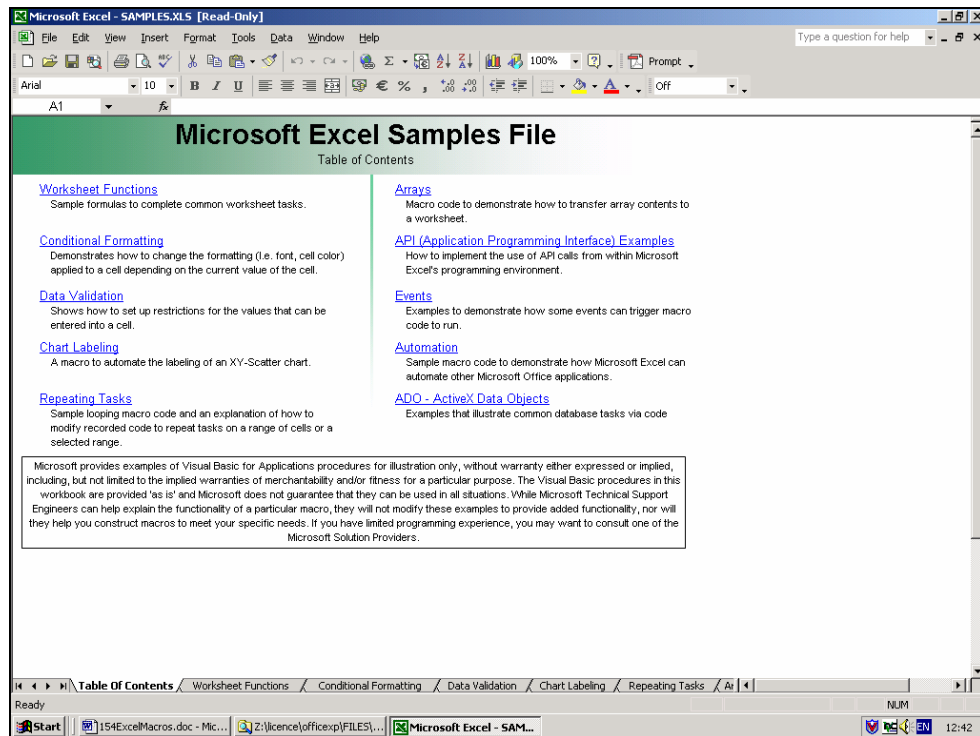 Microsoft Excel - SAMPLES.XLS [Read-Only]
File Edit View Insert Format Tools Data Window Help
Type a question for help
100%
Prompt
Arial
10
B I U
Off
A1
fx
Microsoft Excel Samples File
Table of Contents
Worksheet Functions
Sample formulas to complete common worksheet tasks.
Conditional Formatting
Demonstrates how to change the formatting (I.e. font, cell color)
applied to a cell depending on the current value of the cell.
Data Validation
Shows how to set up restrictions for the values that can be
entered into a cell.
Chart Labeling
A macro to automate the labeling of an XY-Scatter chart.
Repeating Tasks
Sample looping macro code and an explanation of how to
modify recorded code to repeat tasks on a range of cells or a
selected range.
Arrays
Macro code to demonstrate how to transfer array contents to
a worksheet.
API (Application Programming Interface) Examples
How to implement the use of API calls from within Microsoft
Excel's programming environment.
Events
Examples to demonstrate how some events can trigger macro
code to run.
Automation
Sample macro code to demonstrate how Microsoft Excel can
automate other Microsoft Office applications.
ADO - ActiveX Data Objects
Examples that illustrate common database tasks via code
Microsoft provides examples of Visual Basic for Applications procedures for illustration only, without warranty either expressed or implied,
including, but not limited to the implied warranties of merchantability and/or fitness for a particular purpose. The Visual Basic procedures in this
workbook are provided 'as is' and Microsoft does not guarantee that they can be used in all situations. While Microsoft Technical Support
Engineers can help explain the functionality of a particular macro, they will not modify these examples to provide added functionality, nor will
they help you construct macros to meet your specific needs. If you have limited programming experience, you may want to consult one of the
Microsoft Solution Providers.
Table Of Contents Worksheet Functions Conditional Formatting Data Validation Chart Labeling Repeating Tasks Ar
Ready
NUM
Start 154ExcelMacros.doc - Mic... Z:\licence\officexp\FILES\... Microsoft Excel - SAM... EN 12:42